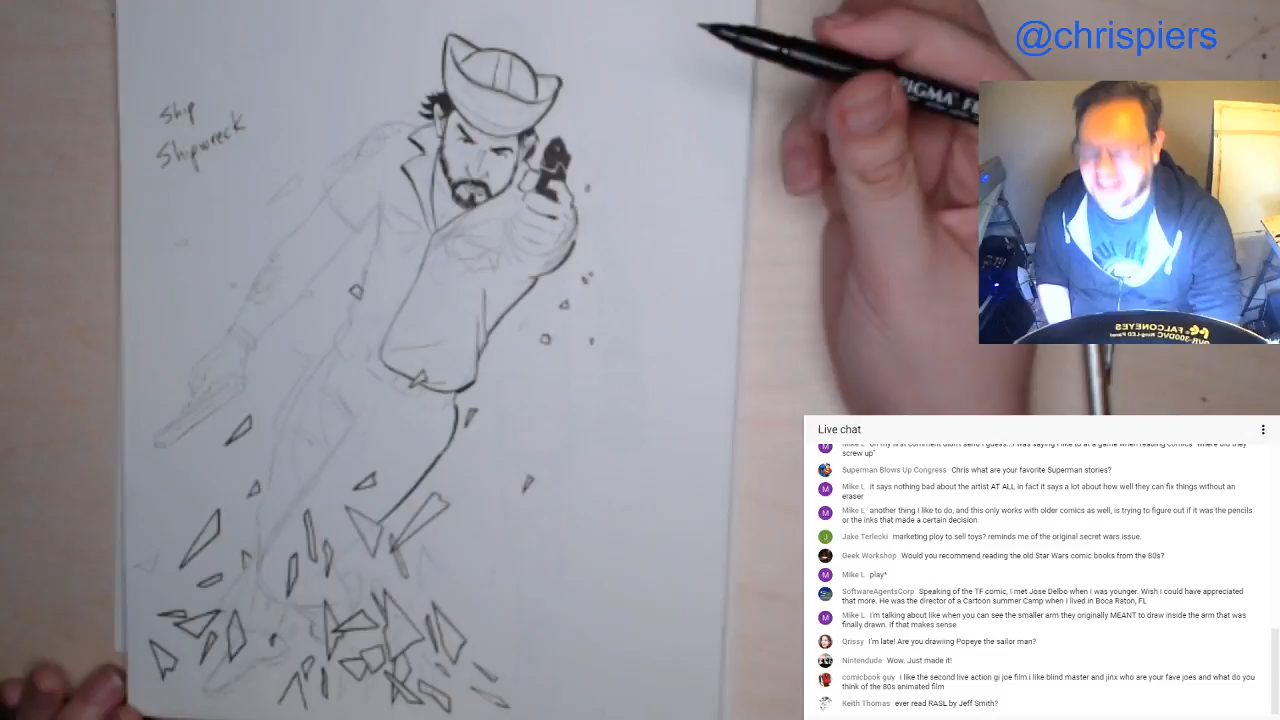 @chrispiers
Ship
Shipwreck
PIGMA
FALCONEYES
Live chat
screw up"
Superman Blows Up Congress Chris what are your favorite Superman stories?
Mike L it says nothing bad about the artist AT ALL in fact it says a lot about how well they can fix things without an
eraser
Mike L another thing I like to do, and this only works with older comics as well, is trying to figure out if it was the pencils
or the inks that made a certain decision
Jake Terlecki marketing ploy to sell toys? reminds me of the original secret wars issue.
Geek Workshop Would you recommend reading the old Star Wars comic books from the 80s?
Mike L play*
SoftwareAgentsCorp Speaking of the TF comic, I met Jose Delbo when I was younger. Wish I could have appreciated
that more. He was the director of a Cartoon summer Camp when I lived in Boca Raton, FL
Mike L I'm talking about like when you can see the smaller arm they originally MEANT to draw inside the arm that was
finally drawn. if that makes sense
Qrissy I'm late! Are you drawiing Popeye the sailor man?
Nintendude Wow. Just made it!
comicbook guy i like the second live action gi joe film i like blind master and jinx who are your fave joes and what do you
think of the 80s animated film
Keith Thomas ever read RASL by Jeff Smith?